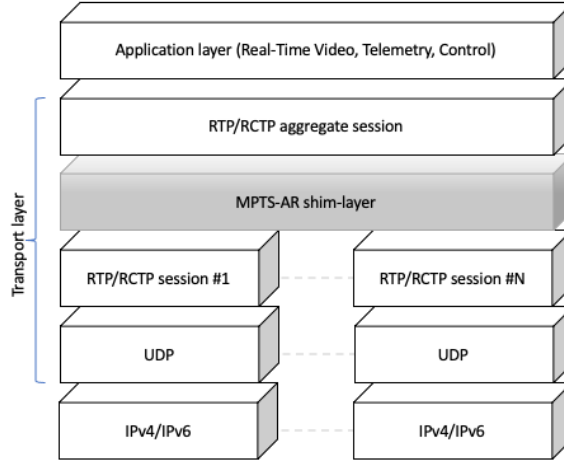 Application layer (Real-Time Video, Telemetry, Control)
RTP/RCTP aggregate session
MPTS-AR shim-layer
Transport layer
RTP/RCTP session #1
RTP/RCTP session #N
UDP
UDP
IPv4/IPv6
IPv4/IPv6